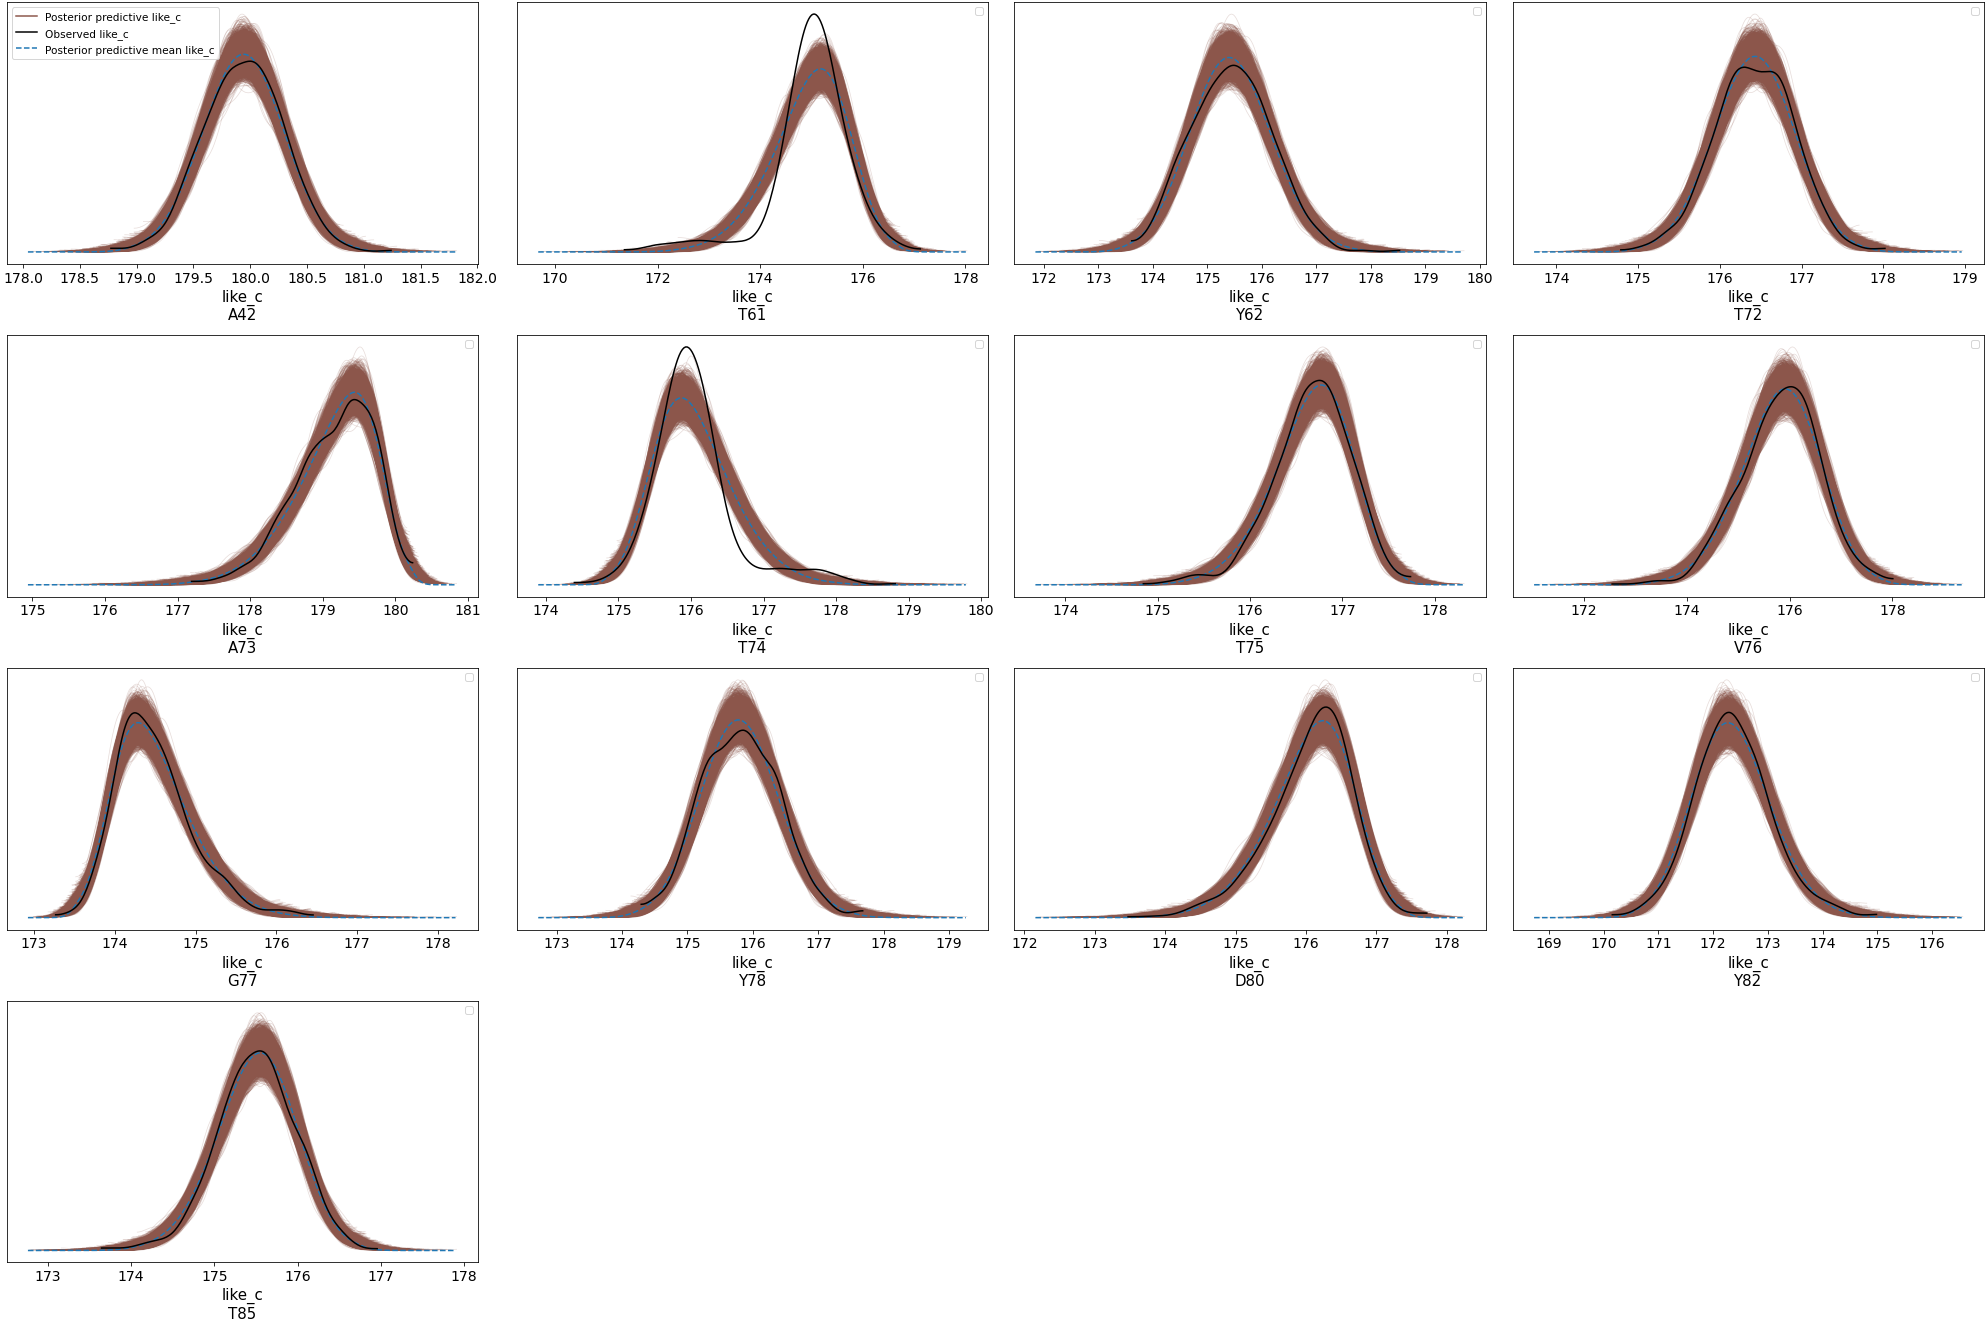 Posterior predictive like_c
Observed like_c
Posterior predictive mean like_c
178.0 178.5 179.0 179.5 180.0 180.5 181.0 181.5 182.0
like_c
A42
170 172 174 176 178
like_c
T61
172 173 174 175 176 177 178 179 180
like_c
Y62
174 175 176 177 178 179
like_c
T72
175 176 177 178 179 180 181
like_c
A73
174 175 176 177 178 179 180
like_c
T74
174 175 176 177 178
like_c
T75
172 174 176 178
like_c
V76
173 174 175 176 177 178
like_c
G77
173 174 175 176 177 178 179
like_c
Y78
172 173 174 175 176 177 178
like_c
D80
169 170 171 172 173 174 175 176
like_c
Y82
173 174 175 176 177 178
like_c
T85